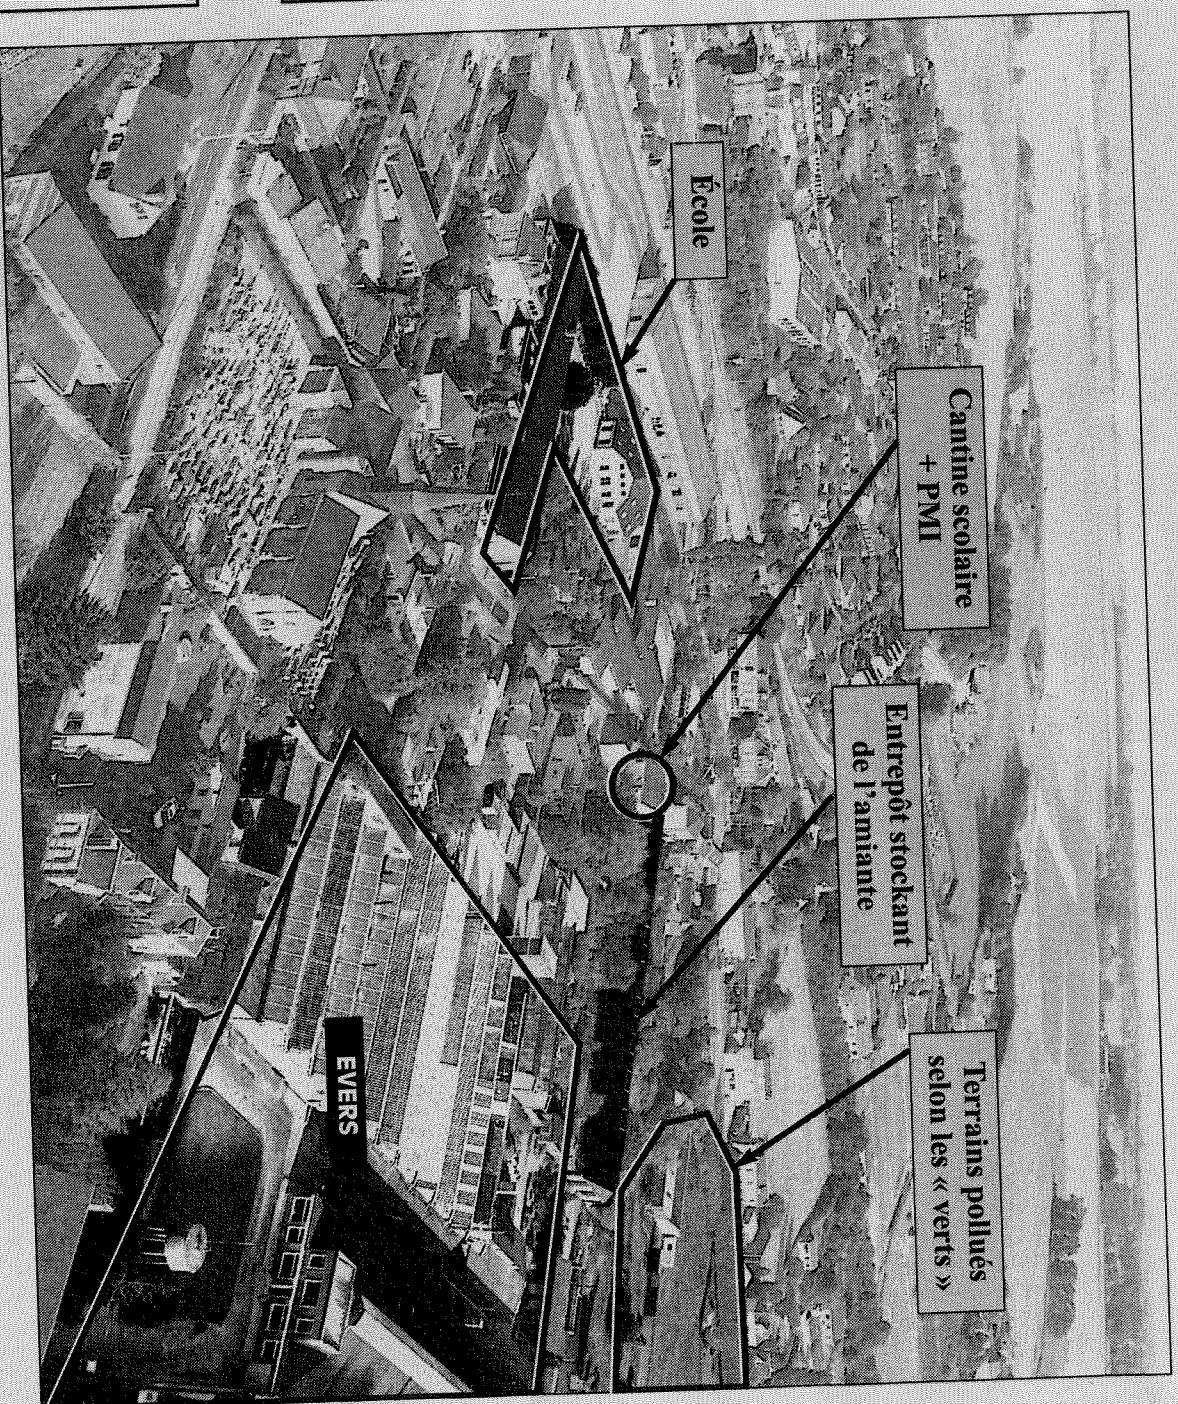 École
Cantine scolaire
+ PMI
Entrepôt stockant
de l'amiante
Terrains pollués
selon les « verts »
EVERS